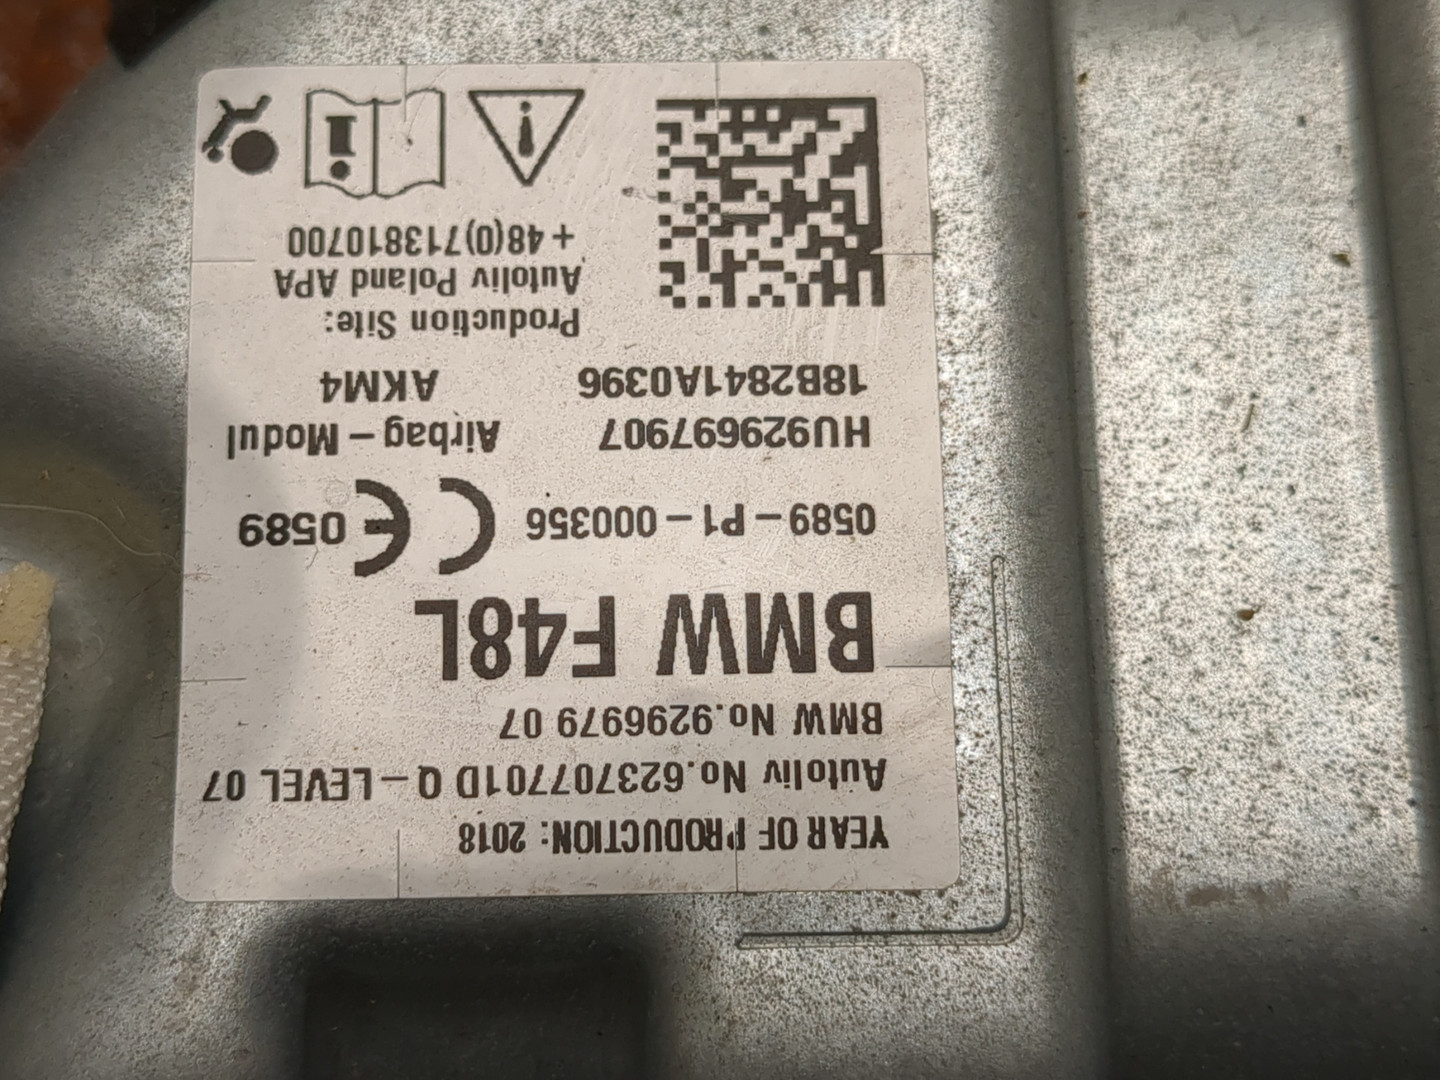 YEAR OF PRODUCTION: 2018
Autoliv No.623707701D Q-LEVEL 07
BMW No.9296979 07
BMW F48L
0589-P1-000356 CE 0589
HU929697907 Airbag-Modul
18B2841A0396 AKM4
Production Site:
Autoliv Poland APA
+48(0)713810700